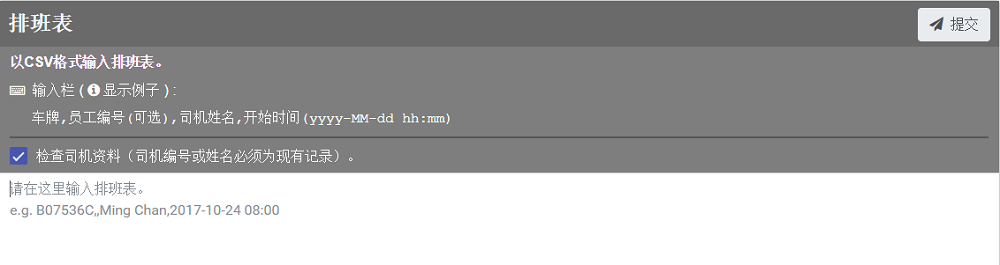 排班表
提交
以CSV格式输入排班表。
输入栏 ( 显示例子 ):
车牌,员工编号(可选),司机姓名,开始时间(yyyy-MM-dd hh:mm)
检查司机资料（司机编号或姓名必须为现有记录）。
请在这里输入排班表。
e.g. B07536C,,Ming Chan,2017-10-24 08:00